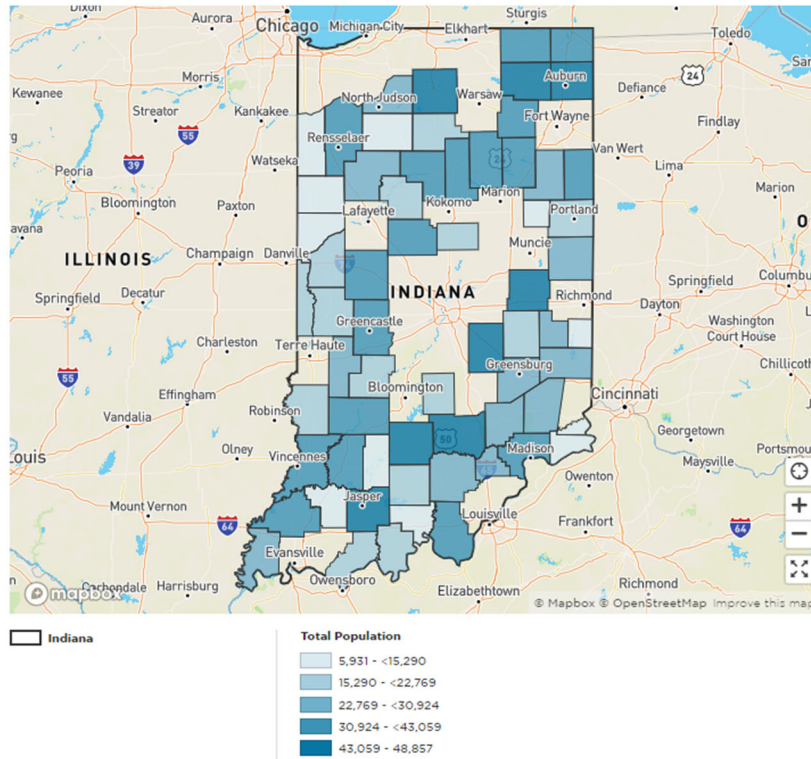 Dixon
Aurora
Chicago
Michigan City
Elkhart
Sturgis
Toledo
Auburn
24
Morris
Kewanee
Streator
Kankakee
North Judson
Warsaw
Defiance
Fort Wayne
Findlay
55
Rensselaer
Van Wert
39
Watseka
24
Lima
Peoria
Marion
Marion
Bloomington
Paxton
Kokomo
Lafayette
Portland
Muncie
ILLINOIS
Champaign
Danville
INDIANA
Springfield
Columbu
Springfield
Decatur
Richmond
Dayton
Greencastle
Washington
Court House
Charleston
Terre Haute
Chillicoth
55
Greensburg
Effingham
Bloomington
Cincinnati
Robinson
Vandalia
Georgetown
Louis
Olney
50
Portsmou
Vincennes
Madison
Maysville
65
Owenton
Mount Vernon
Jasper
64
Louisville
Frankfort
64
Evansville
Carbondale
Harrisburg
Owensboro
Elizabethtown
Richmond
mapbox
© Mapbox © OpenStreetMap Improve this map
Indiana
Total Population
5,931 - <15,290
15,290 - <22,769
22,769 - <30,924
30,924 - <43,059
43,059 - 48,857